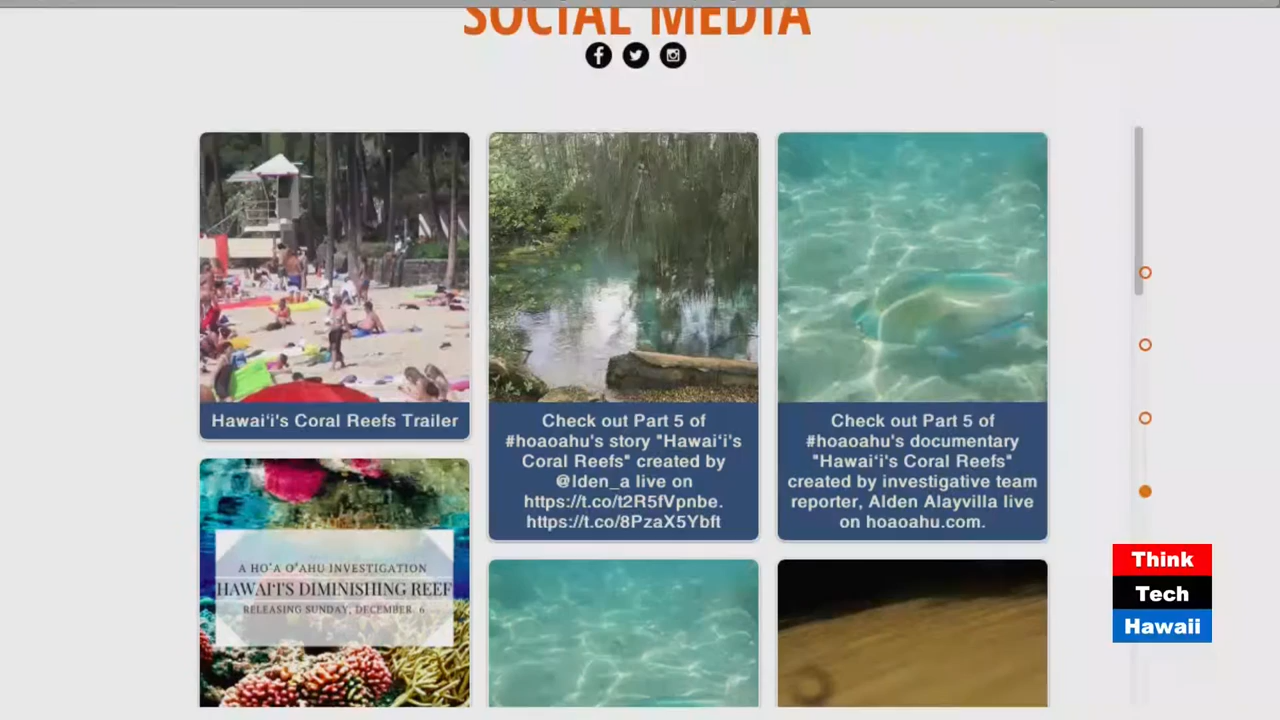 SOCIAL MEDIA
Hawaiʻi's Coral Reefs Trailer
Check out Part 5 of
#hoaoahu's story "Hawaiʻi's
Coral Reefs" created by
@lden_a live on
https://t.co/t2R5fVpnbe.
https://t.co/8PzaX5Ybft
Check out Part 5 of
#hoaoahu's documentary
"Hawaiʻi's Coral Reefs"
created by investigative team
reporter, Alden Alayvilla live
on hoaoahu.com.
A HO'A O'AHU INVESTIGATION
HAWAI'I'S DIMINISHING REEF
RELEASING SUNDAY, DECEMBER 6
Think
Tech
Hawaii